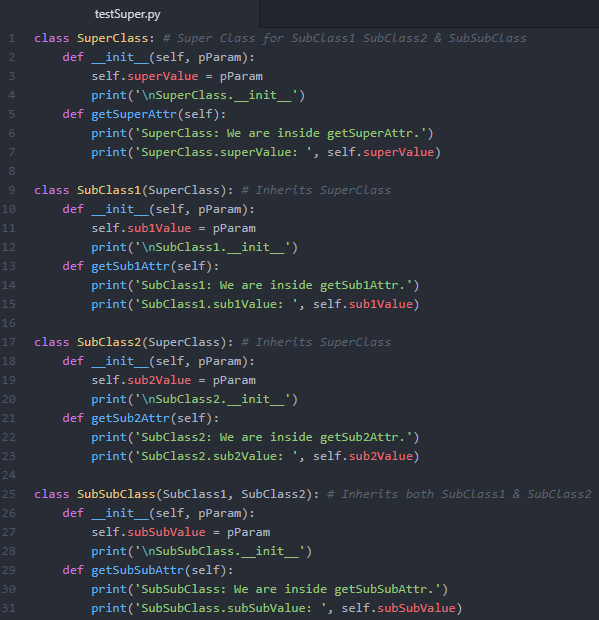 testSuper.py
1 class SuperClass: # Super Class for SubClass1 SubClass2 & SubSubClass
2     def __init__(self, pParam):
3         self.superValue = pParam
4         print('\nSuperClass.__init__')
5     def getSuperAttr(self):
6         print('SuperClass: We are inside getSuperAttr.')
7         print('SuperClass.superValue: ', self.superValue)
8
9 class SubClass1(SuperClass): # Inherits SuperClass
10     def __init__(self, pParam):
11         self.sub1Value = pParam
12         print('\nSubClass1.__init__')
13     def getSub1Attr(self):
14         print('SubClass1: We are inside getSub1Attr.')
15         print('SubClass1.sub1Value: ', self.sub1Value)
16
17 class SubClass2(SuperClass): # Inherits SuperClass
18     def __init__(self, pParam):
19         self.sub2Value = pParam
20         print('\nSubClass2.__init__')
21     def getSub2Attr(self):
22         print('SubClass2: We are inside getSub2Attr.')
23         print('SubClass2.sub2Value: ', self.sub2Value)
24
25 class SubSubClass(SubClass1, SubClass2): # Inherits both SubClass1 & SubClass2
26     def __init__(self, pParam):
27         self.subSubValue = pParam
28         print('\nSubSubClass.__init__')
29     def getSubSubAttr(self):
30         print('SubSubClass: We are inside getSubSubAttr.')
31         print('SubSubClass.subSubValue: ', self.subSubValue)